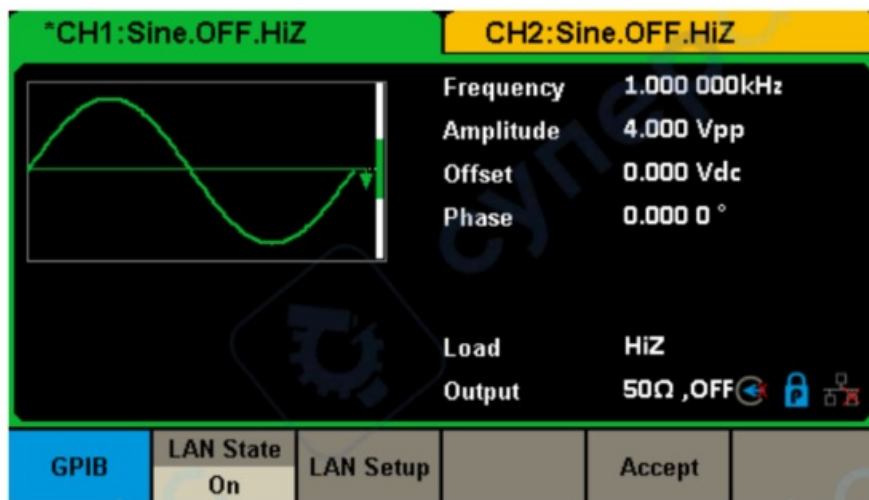 *CH1:Sine.OFF.HiZ CH2:Sine.OFF.HiZ
Frequency 1.000 000kHz
Amplitude 4.000 Vpp
Offset 0.000 Vdc
Phase 0.000 0 °
Load HiZ
Output 50Ω ,OFF P
GPIB LAN State On LAN Setup Accept
супер